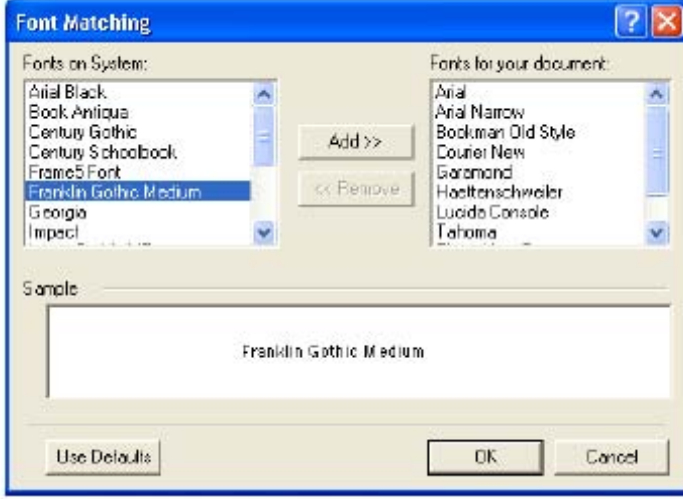 Font Matching
Fonts on System:
Arial Black
Book Antiqua
Century Gothic
Century Schoolbook
Frame5 Font
Franklin Gothic Medium
Georgia
Impact
Add >>
<< Remove
Fonts for your document:
Arial
Arial Narrow
Bookman Old Style
Courier New
Garamond
Haettenschweiler
Lucida Console
Tahoma
Sample
Franklin Gothic Medium
Use Defaults
OK
Cancel